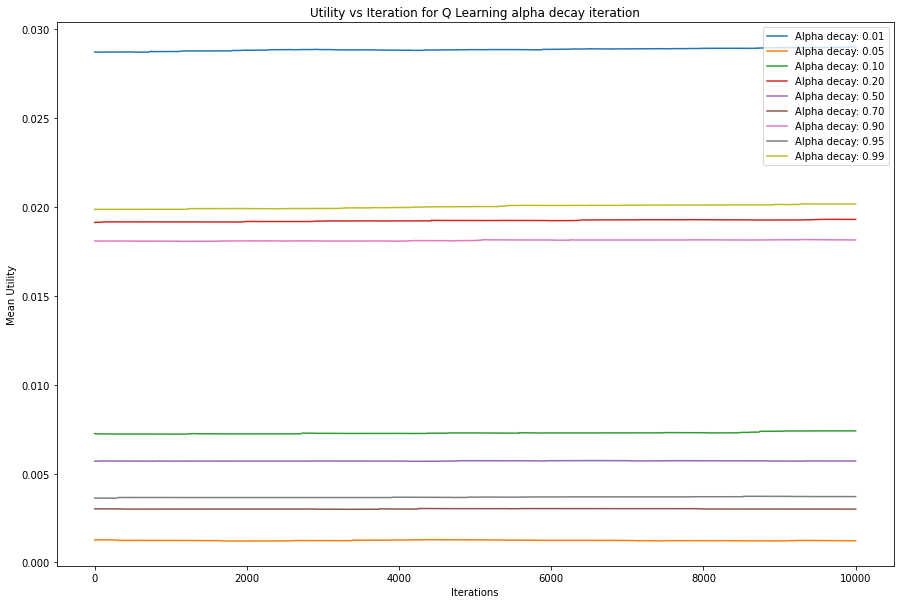 Utility vs Iteration for Q Learning alpha decay iteration
0.030
0.025
0.020
0.015
0.010
0.005
0.000
Mean Utility
Alpha decay: 0.01
Alpha decay: 0.05
Alpha decay: 0.10
Alpha decay: 0.20
Alpha decay: 0.50
Alpha decay: 0.70
Alpha decay: 0.90
Alpha decay: 0.95
Alpha decay: 0.99
0 2000 4000 6000 8000 10000
Iterations